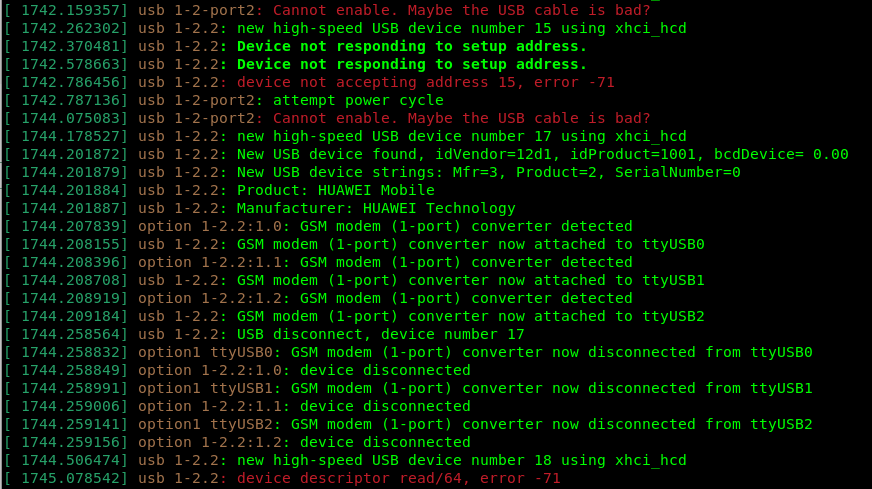 [ 1742.159357] usb 1-2-port2: Cannot enable. Maybe the USB cable is bad?
[ 1742.262302] usb 1-2.2: new high-speed USB device number 15 using xhci_hcd
[ 1742.370481] usb 1-2.2: Device not responding to setup address.
[ 1742.578663] usb 1-2.2: Device not responding to setup address.
[ 1742.786456] usb 1-2.2: device not accepting address 15, error -71
[ 1742.787136] usb 1-2-port2: attempt power cycle
[ 1744.075083] usb 1-2-port2: Cannot enable. Maybe the USB cable is bad?
[ 1744.178527] usb 1-2.2: new high-speed USB device number 17 using xhci_hcd
[ 1744.201872] usb 1-2.2: New USB device found, idVendor=12d1, idProduct=1001, bcdDevice= 0.00
[ 1744.201879] usb 1-2.2: New USB device strings: Mfr=3, Product=2, SerialNumber=0
[ 1744.201884] usb 1-2.2: Product: HUAWEI Mobile
[ 1744.201887] usb 1-2.2: Manufacturer: HUAWEI Technology
[ 1744.207839] option 1-2.2:1.0: GSM modem (1-port) converter detected
[ 1744.208155] usb 1-2.2: GSM modem (1-port) converter now attached to ttyUSB0
[ 1744.208396] option 1-2.2:1.1: GSM modem (1-port) converter detected
[ 1744.208708] usb 1-2.2: GSM modem (1-port) converter now attached to ttyUSB1
[ 1744.208919] option 1-2.2:1.2: GSM modem (1-port) converter detected
[ 1744.209184] usb 1-2.2: GSM modem (1-port) converter now attached to ttyUSB2
[ 1744.258564] usb 1-2.2: USB disconnect, device number 17
[ 1744.258832] option1 ttyUSB0: GSM modem (1-port) converter now disconnected from ttyUSB0
[ 1744.258849] option 1-2.2:1.0: device disconnected
[ 1744.258991] option1 ttyUSB1: GSM modem (1-port) converter now disconnected from ttyUSB1
[ 1744.259006] option 1-2.2:1.1: device disconnected
[ 1744.259141] option1 ttyUSB2: GSM modem (1-port) converter now disconnected from ttyUSB2
[ 1744.259156] option 1-2.2:1.2: device disconnected
[ 1744.506474] usb 1-2.2: new high-speed USB device number 18 using xhci_hcd
[ 1745.078542] usb 1-2.2: device descriptor read/64, error -71